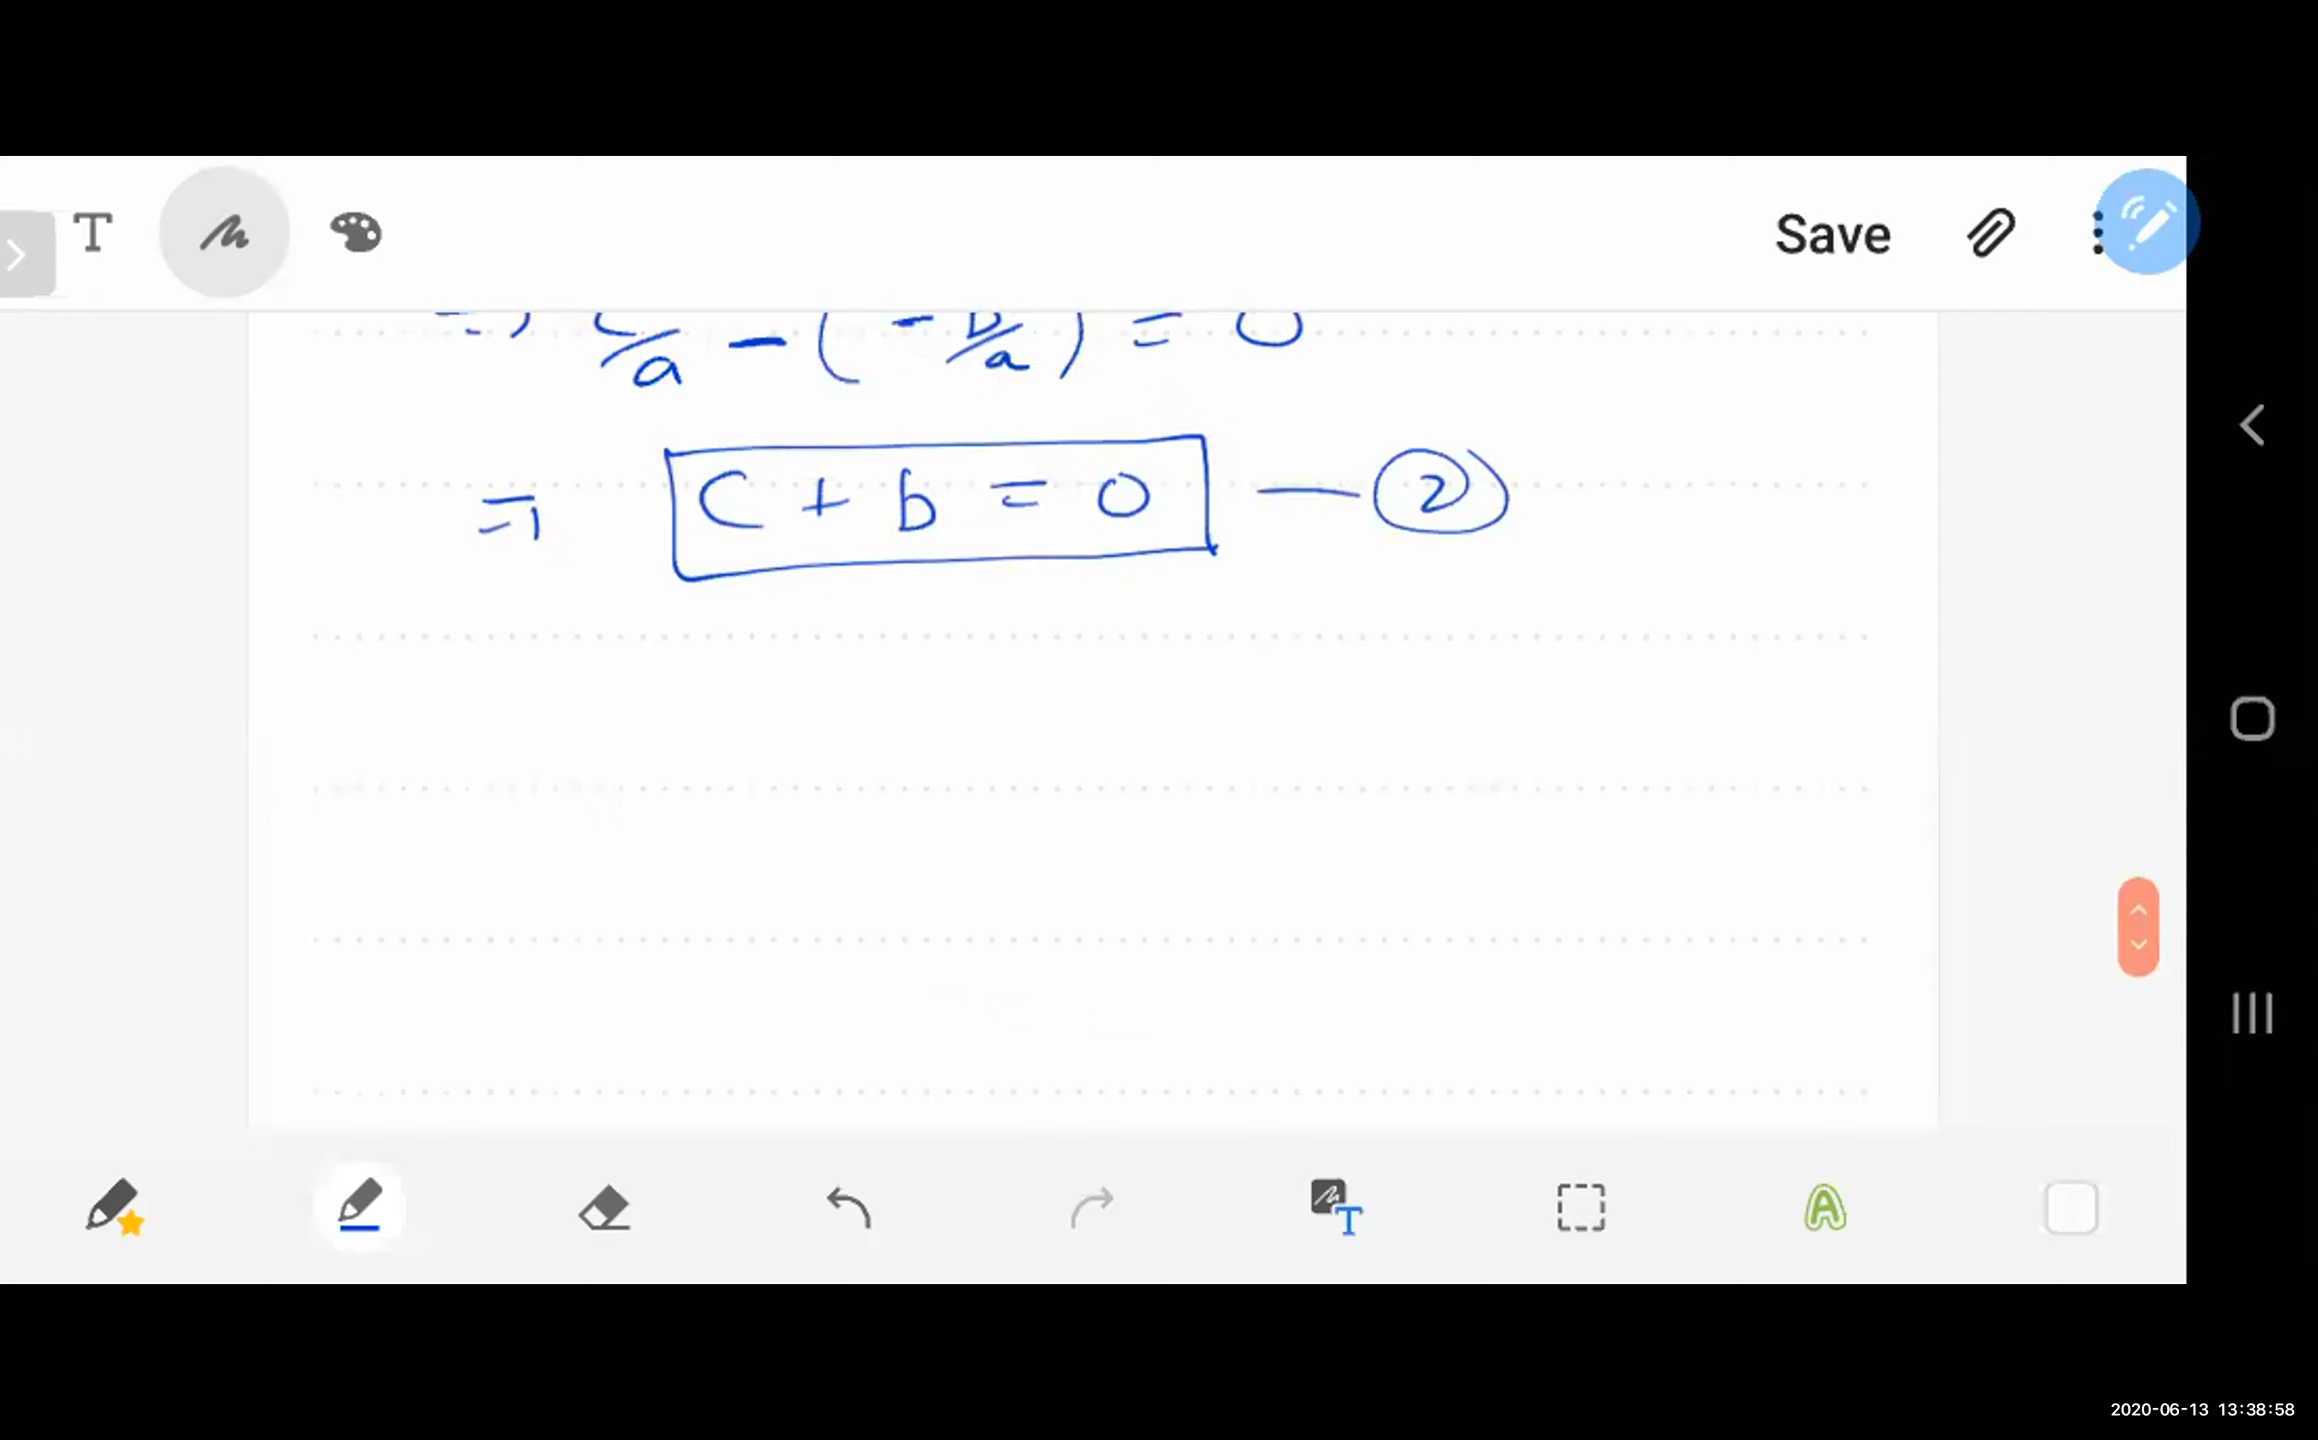 T Save
⇒ c/a - (-b/a) = 0
⇒ C + b = 0 — ②
T A
2020-06-13 13:38:58